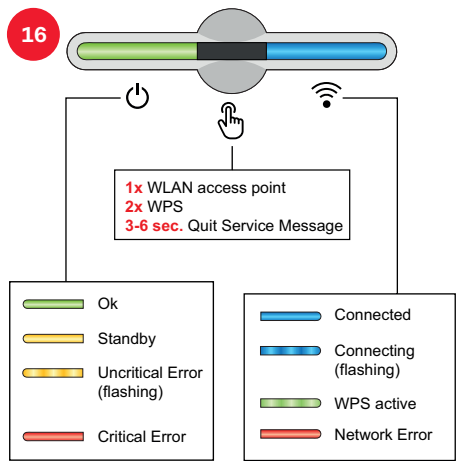 16
1x WLAN access point
2x WPS
3-6 sec. Quit Service Message
Ok
Standby
Uncritical Error
(flashing)
Critical Error
Connected
Connecting
(flashing)
WPS active
Network Error